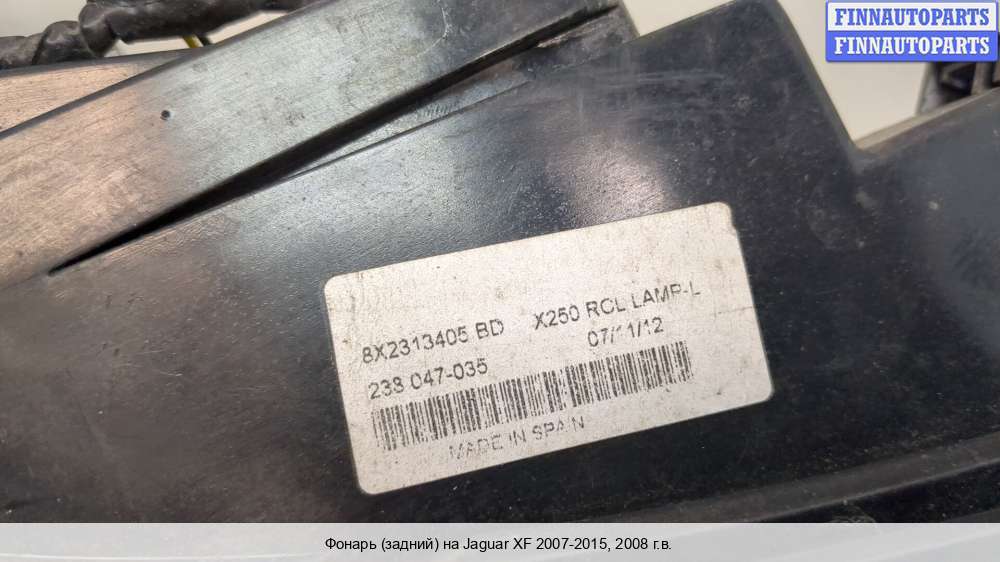 FINNAUTOPARTS
FINNAUTOPARTS
8X2313405 BD X250 RCL LAMP-L
238 047-035 07/11/12
MADE IN SPAIN
Фонарь (задний) на Jaguar XF 2007-2015, 2008 г.в.